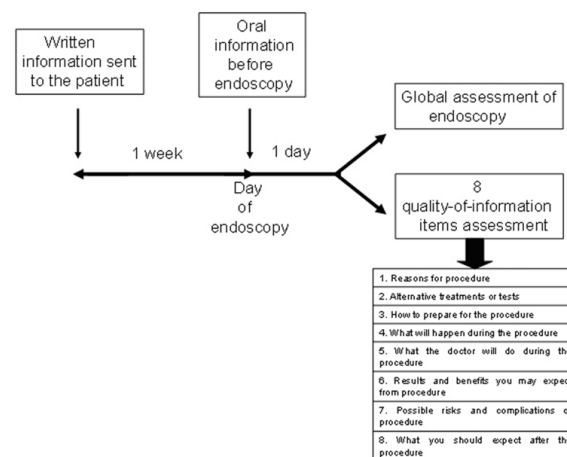 Written
information sent
to the patient
Oral
information
before
endoscopy
1 week
1 day
Day
of
endoscopy
Global assessment of
endoscopy
8
quality-of-information
items assessment
1. Reasons for procedure
2. Alternative treatments or tests
3. How to prepare for the procedure
4. What will happen during the procedure
5. What the doctor will do during the
procedure
6. Results and benefits you may expec
from procedure
7. Possible risks and complications o
procedure
8. What you should expect after the
procedure